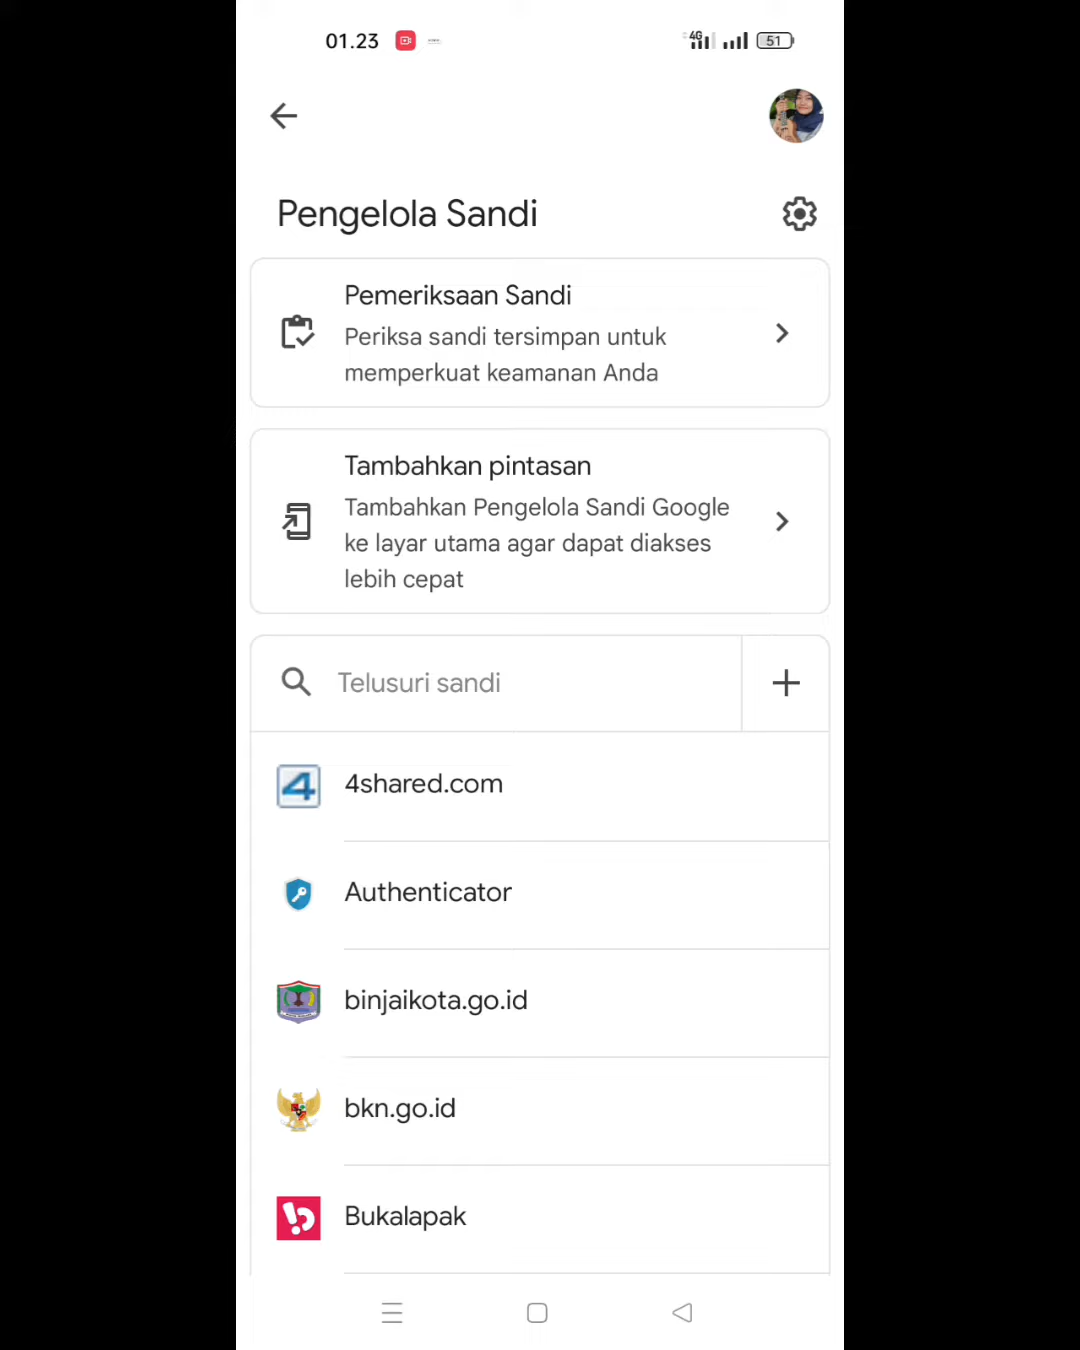 01.23
4G
51
Pengelola Sandi
Pemeriksaan Sandi
Periksa sandi tersimpan untuk
memperkuat keamanan Anda
Tambahkan pintasan
Tambahkan Pengelola Sandi Google
ke layar utama agar dapat diakses
lebih cepat
Telusuri sandi
4shared.com
Authenticator
binjaikota.go.id
bkn.go.id
Bukalapak